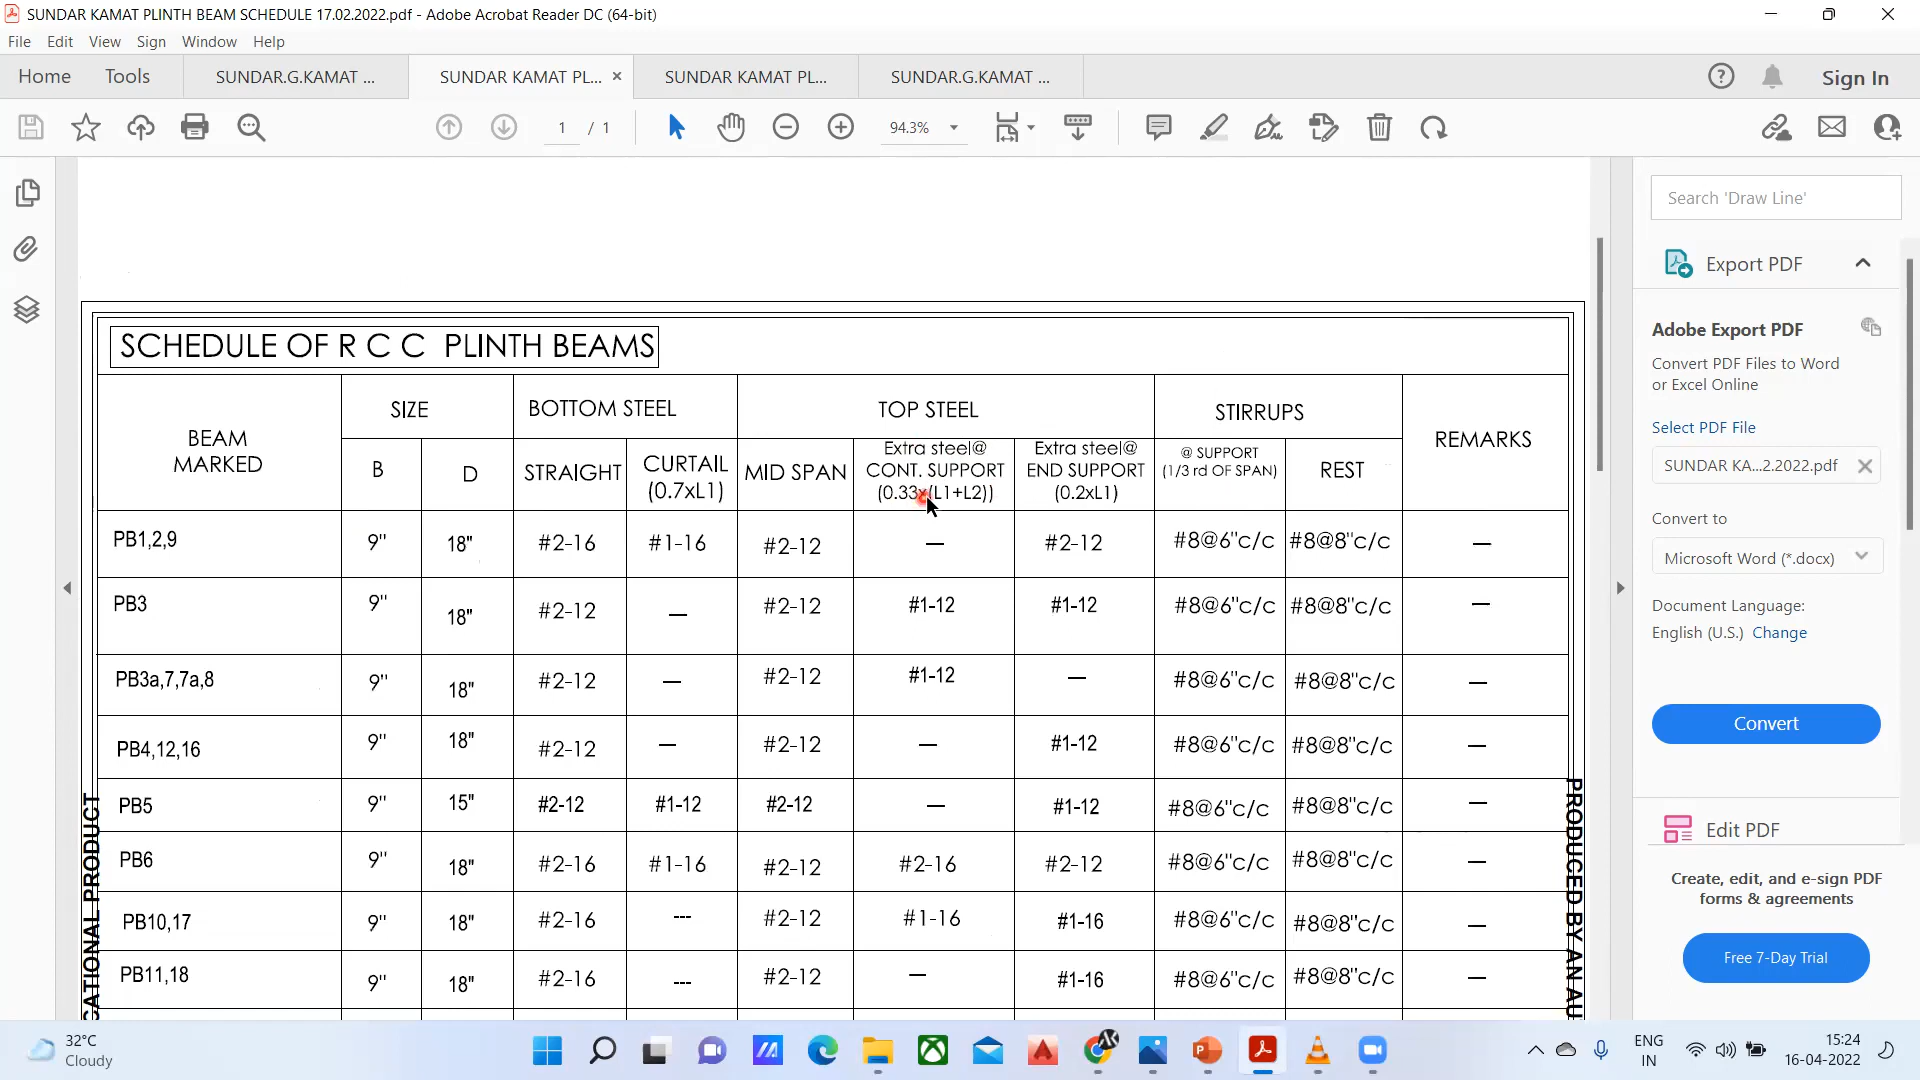 SUNDAR KAMAT PLINTH BEAM SCHEDULE 17.02.2022.pdf - Adobe Acrobat Reader DC (64-bit)
File Edit View Sign Window Help
Home Tools SUNDAR.G.KAMAT ... SUNDAR KAMAT PL... × SUNDAR KAMAT PL... SUNDAR.G.KAMAT ... Sign In
1 / 1 94.3%
Search 'Draw Line'
Export PDF
Adobe Export PDF
Convert PDF Files to Word
or Excel Online
Select PDF File
SUNDAR KA...2.2022.pdf
Convert to
Microsoft Word (*.docx)
Document Language:
English (U.S.) Change
Convert
Edit PDF
Create, edit, and e-sign PDF
forms & agreements
Free 7-Day Trial
SCHEDULE OF R C C PLINTH BEAMS
BEAM MARKED SIZE BOTTOM STEEL TOP STEEL STIRRUPS REMARKS
B D STRAIGHT CURTAIL (0.7xL1) MID SPAN Extra steel@ CONT. SUPPORT (0.33x(L1+L2)) Extra steel@ END SUPPORT (0.2xL1) @ SUPPORT (1/3 rd OF SPAN) REST
PB1,2,9 9" 18" #2-16 #1-16 #2-12 — #2-12 #8@6"c/c #8@8"c/c —
PB3 9" 18" #2-12 — #2-12 #1-12 #1-12 #8@6"c/c #8@8"c/c —
PB3a,7,7a,8 9" 18" #2-12 — #2-12 #1-12 — #8@6"c/c #8@8"c/c —
PB4,12,16 9" 18" #2-12 — #2-12 — #1-12 #8@6"c/c #8@8"c/c —
PB5 9" 15" #2-12 #1-12 #2-12 — #1-12 #8@6"c/c #8@8"c/c —
PB6 9" 18" #2-16 #1-16 #2-12 #2-16 #2-12 #8@6"c/c #8@8"c/c —
PB10,17 9" 18" #2-16 --- #2-12 #1-16 #1-16 #8@6"c/c #8@8"c/c —
PB11,18 9" 18" #2-16 --- #2-12 — #1-16 #8@6"c/c #8@8"c/c —
CATIONAL PRODUCT
PRODUCED BY AN AU
32°C
Cloudy
ENG
IN
15:24
16-04-2022